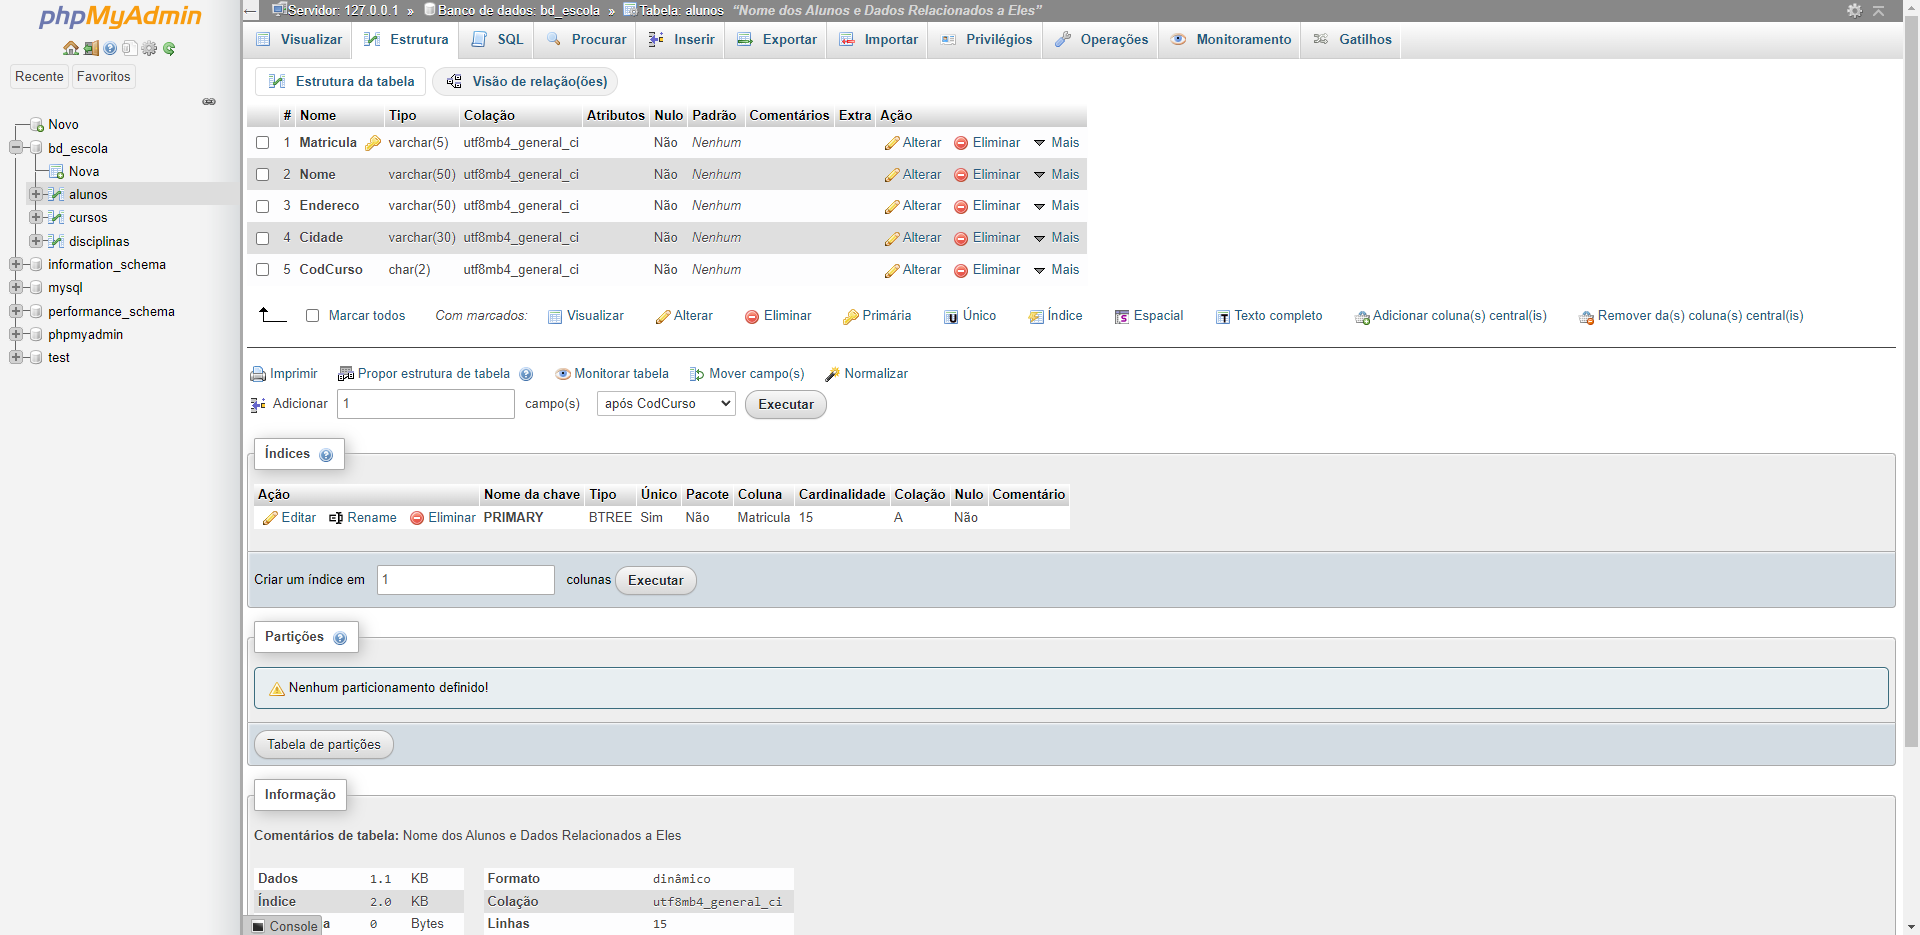 phpMyAdmin
Recente Favoritos
Novo
bd_escola
Nova
alunos
cursos
disciplinas
information_schema
mysql
performance_schema
phpmyadmin
test
Servidor: 127.0.0.1 » Banco de dados: bd_escola » Tabela: alunos “Nome dos Alunos e Dados Relacionados a Eles”
Visualizar Estrutura SQL Procurar Inserir Exportar Importar Privilégios Operações Monitoramento Gatilhos
Estrutura da tabela Visão de relação(ões)
# Nome Tipo Colação Atributos Nulo Padrão Comentários Extra Ação
1 Matricula varchar(5) utf8mb4_general_ci Não Nenhum Alterar Eliminar Mais
2 Nome varchar(50) utf8mb4_general_ci Não Nenhum Alterar Eliminar Mais
3 Endereco varchar(50) utf8mb4_general_ci Não Nenhum Alterar Eliminar Mais
4 Cidade varchar(30) utf8mb4_general_ci Não Nenhum Alterar Eliminar Mais
5 CodCurso char(2) utf8mb4_general_ci Não Nenhum Alterar Eliminar Mais
Marcar todos Com marcados: Visualizar Alterar Eliminar Primária Único Índice Espacial Texto completo Adicionar coluna(s) central(is) Remover da(s) coluna(s) central(is)
Imprimir Propor estrutura de tabela Monitorar tabela Mover campo(s) Normalizar
Adicionar 1 campo(s) após CodCurso Executar
Índices
Ação Nome da chave Tipo Único Pacote Coluna Cardinalidade Colação Nulo Comentário
Editar Rename Eliminar PRIMARY BTREE Sim Não Matricula 15 A Não
Criar um índice em 1 colunas Executar
Partições
Nenhum particionamento definido!
Tabela de partições
Informação
Comentários de tabela: Nome dos Alunos e Dados Relacionados a Eles
Dados 1.1 KB Formato dinâmico
Índice 2.0 KB Colação utf8mb4_general_ci
Console a 0 Bytes Linhas 15